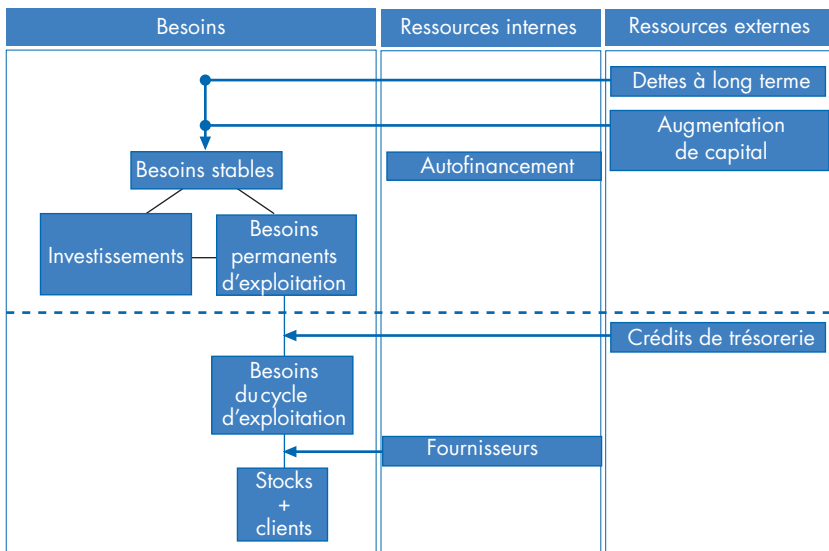 Besoins
Ressources internes
Ressources externes
Dettes à long terme
Augmentation
de capital
Besoins stables
Autofinancement
Investissements
Besoins
permanents
d'exploitation
Crédits de trésorerie
Besoins
du cycle
d'exploitation
Fournisseurs
Stocks
+
clients